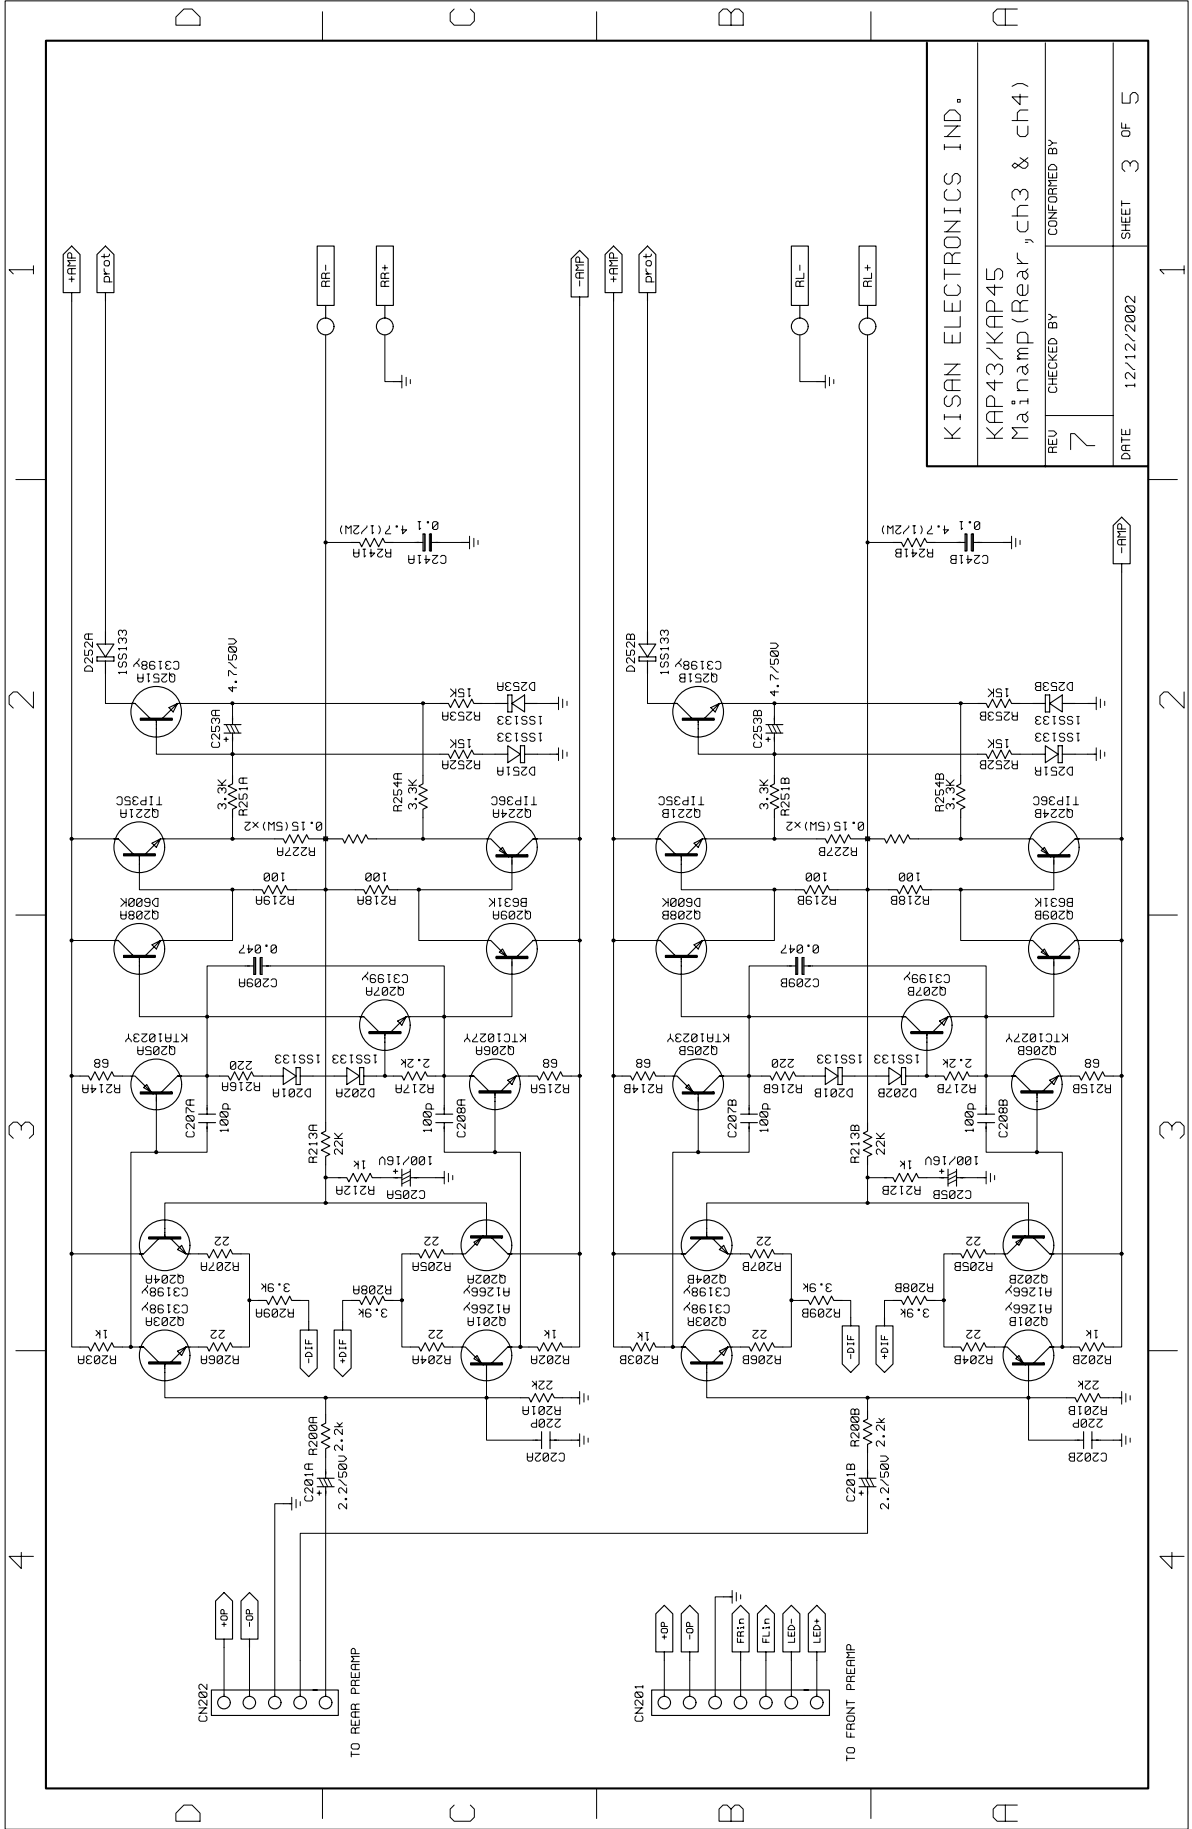 D
C
B
A
4
3
2
1
CN202
+OP
-OP
TO REAR PREAMP
C201A
2.2/50V
R200A
2.2k
C202A
220P
R201A
22k
R203A
1k
Q203A
C3198y
Q204A
C3198y
R206A
22
R207A
22
R209A
3.9k
-DIF
+DIF
R208A
3.9k
R204A
22
R205A
22
Q201A
A1266y
Q202A
A1266y
R202A
1k
R212A
1k
C205A
100/16V
R213A
22K
C207A
100p
C208A
100p
R214A
68
Q205A
KTA1023Y
R216A
220
D201A
1SS133
D202A
1SS133
R217A
2.2k
Q206A
KTC1027Y
R215A
68
Q207A
C3199y
C209A
0.047
Q208A
D600K
Q209A
B631K
R219A
100
R218A
100
Q221A
TIP35C
Q224A
TIP36C
R227A
0.15(5W)x2
3.3K
R251A
R254A
3.3K
C253A
4.7/50V
R252A
15K
R253A
15K
D251A
1SS133
D253A
1SS133
Q251A
C3198y
D252A
1SS133
R241A
4.7(1/2W)
C241A
0.1
+AMP
prot
RR-
RR+
-AMP
CN201
+OP
-OP
FRin
FLin
LED-
LED+
TO FRONT PREAMP
C201B
2.2/50V
R200B
2.2k
C202B
220P
R201B
22k
R203B
1k
Q203B
C3198y
Q204B
C3198y
R206B
22
R207B
22
R209B
3.9k
-DIF
+DIF
R208B
3.9k
R204B
22
R205B
22
Q201B
A1266y
Q202B
A1266y
R202B
1k
R212B
1k
C205B
100/16V
R213B
22K
C207B
100p
C208B
100p
R214B
68
Q205B
KTA1023Y
R216B
220
D201B
1SS133
D202B
1SS133
R217B
2.2k
Q206B
KTC1027Y
R215B
68
Q207B
C3199y
C209B
0.047
Q208B
D600K
Q209B
B631K
R219B
100
R218B
100
Q221B
TIP35C
Q224B
TIP36C
R227B
0.15(5W)x2
3.3K
R251B
R254B
3.3K
C253B
4.7/50V
R252B
15K
R253B
15K
D251A
1SS133
D253B
1SS133
Q251B
C3198y
D252B
1SS133
R241B
4.7(1/2W)
C241B
0.1
+AMP
prot
RL-
RL+
-AMP
KISAN ELECTRONICS IND.
KAP43/KAP45
Mainamp(Rear,ch3 & ch4)
REV
7
CHECKED BY
CONFORMED BY
DATE
12/12/2002
SHEET 3 OF 5
D
C
B
A
4
3
2
1